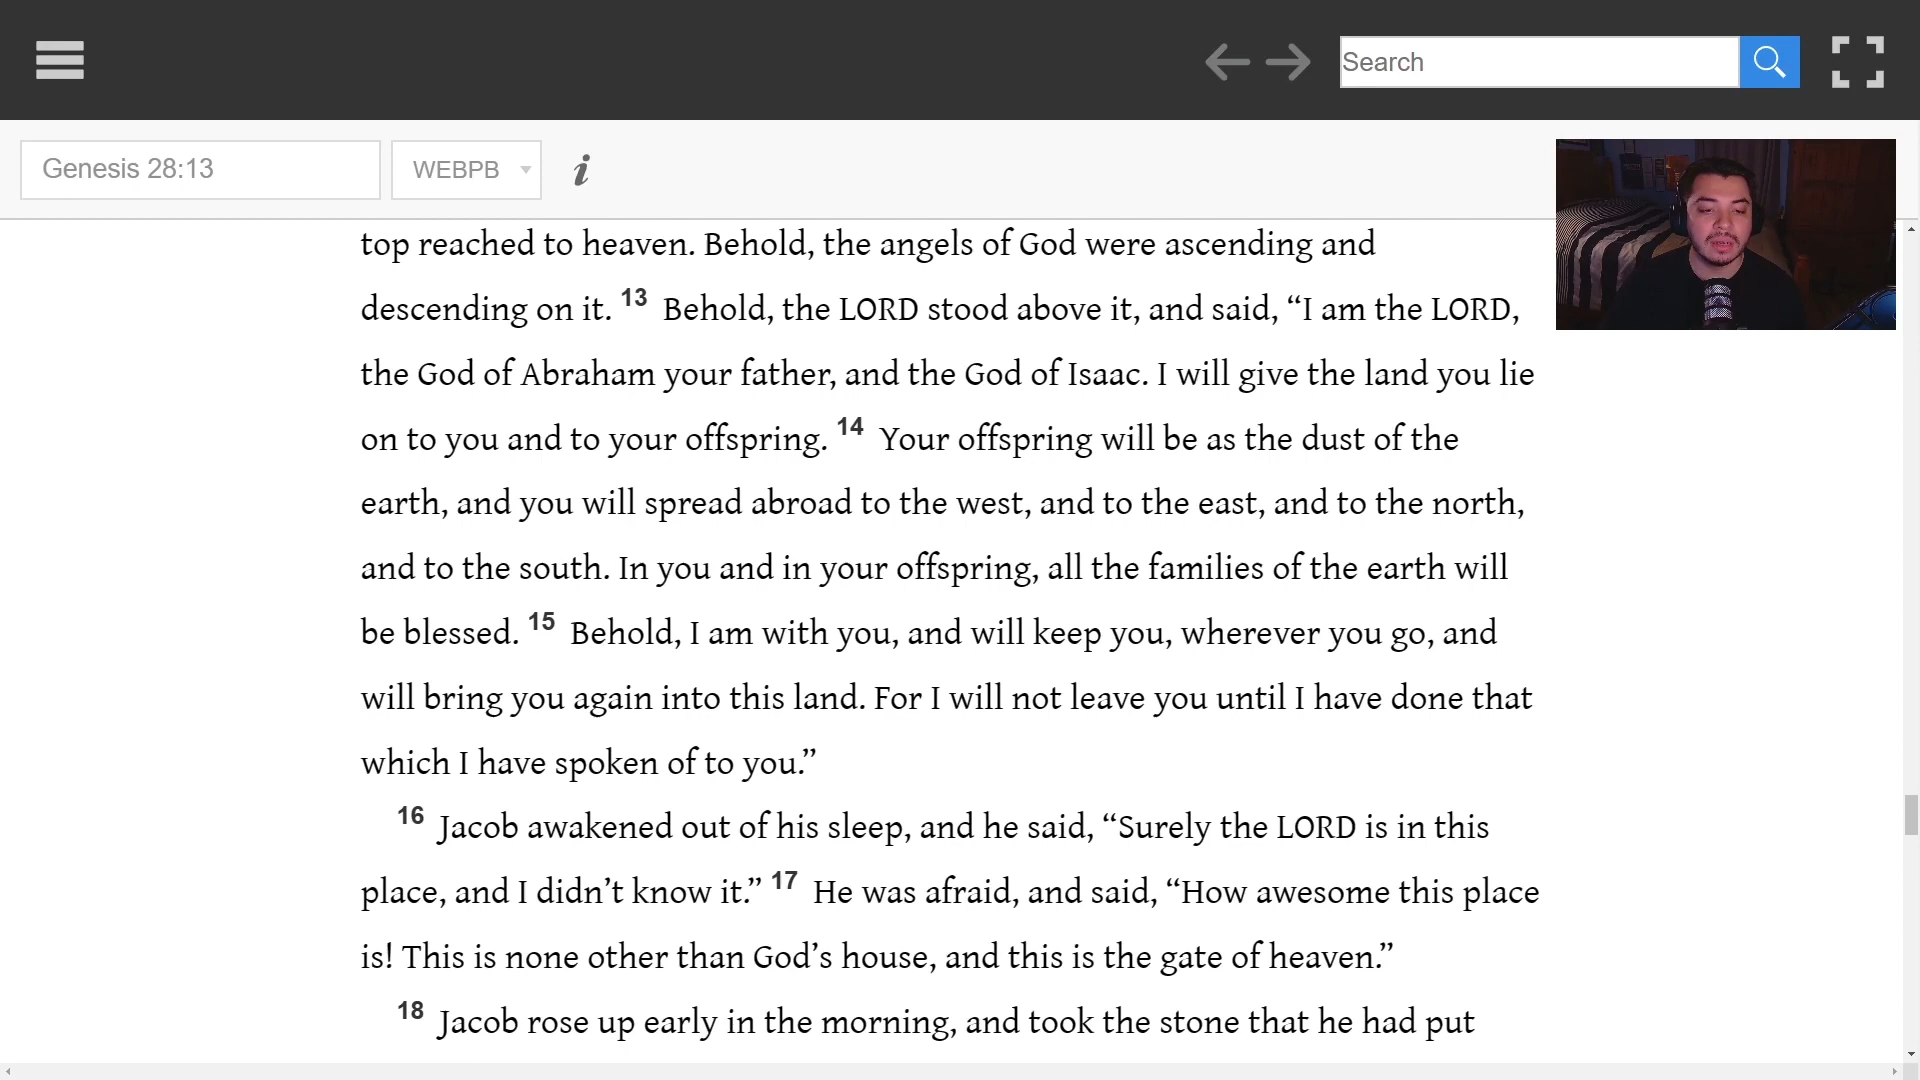 Search
Genesis 28:13
WEBPB
i
top reached to heaven. Behold, the angels of God were ascending and
descending on it. 13 Behold, the LORD stood above it, and said, “I am the LORD,
the God of Abraham your father, and the God of Isaac. I will give the land you lie
on to you and to your offspring. 14 Your offspring will be as the dust of the
earth, and you will spread abroad to the west, and to the east, and to the north,
and to the south. In you and in your offspring, all the families of the earth will
be blessed. 15 Behold, I am with you, and will keep you, wherever you go, and
will bring you again into this land. For I will not leave you until I have done that
which I have spoken of to you.”
16 Jacob awakened out of his sleep, and he said, “Surely the LORD is in this
place, and I didn’t know it.” 17 He was afraid, and said, “How awesome this place
is! This is none other than God’s house, and this is the gate of heaven.”
18 Jacob rose up early in the morning, and took the stone that he had put